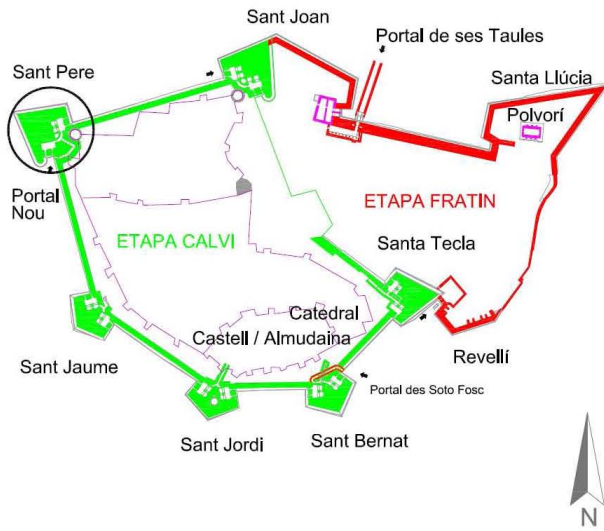 Sant Joan
Portal de ses Taules
Sant Pere
Santa Llúcia
Polvorí
Portal
Nou
ETAPA FRATIN
ETAPA CALVI
Santa Tecla
Catedral
Castell / Almudaina
Revellí
Sant Jaume
Portal des Soto Fosc
Sant Jordi
Sant Bernat
N